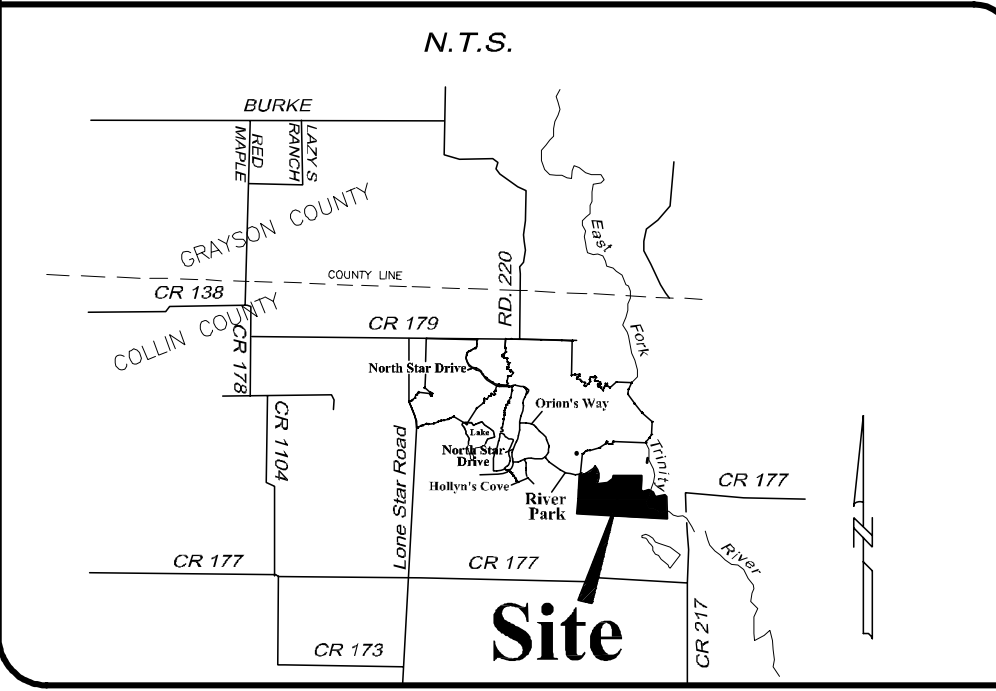 N.T.S.
BURKE
RED
MAPLE
LAZY S
RANCH
GRAYSON COUNTY
East
COUNTY LINE
RD. 220
CR 138
COLLIN COUNTY
CR 179
Fork
CR 178
North Star Drive
Orion's Way
CR 1104
Lone Star Road
Lake
North Star
Drive
Trinity
Hollyn's Cove
River
Park
CR 177
CR 177
CR 177
River
N
Site
CR 217
CR 173